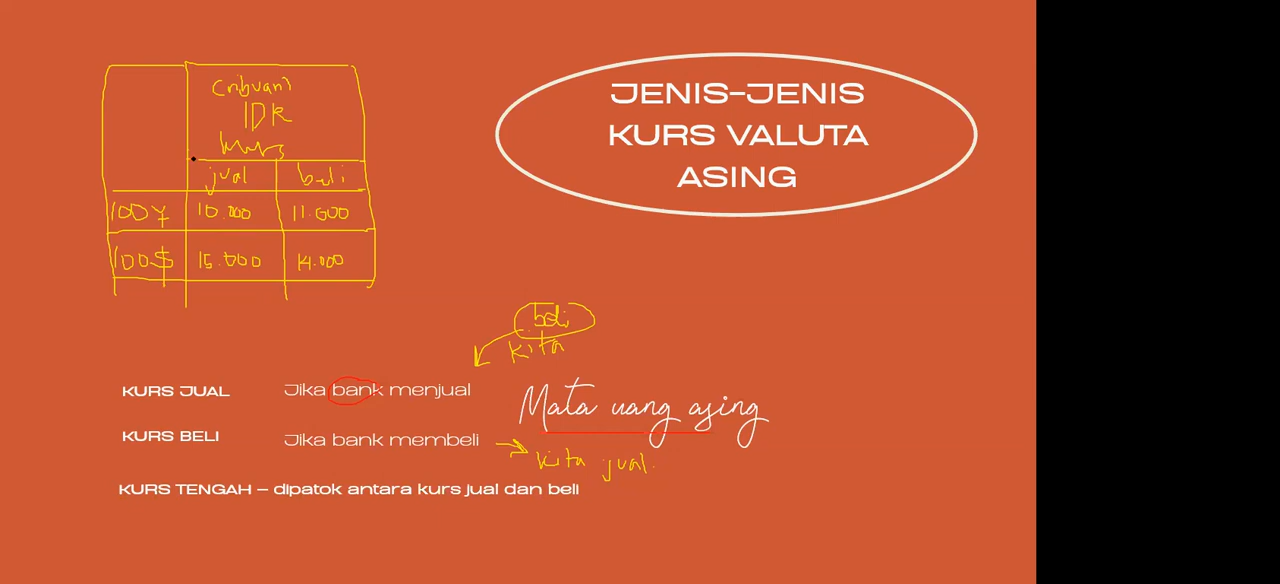 JENIS-JENIS
KURS VALUTA
ASING
(ribuan)
IDR
kurs
jual beli
100¥ 10.000 11.000
100$ 15.000 14.000
beli
kita
KURS JUAL Jika bank menjual
Mata uang asing
KURS BELI Jika bank membeli
kita jual.
KURS TENGAH – dipatok antara kurs jual dan beli